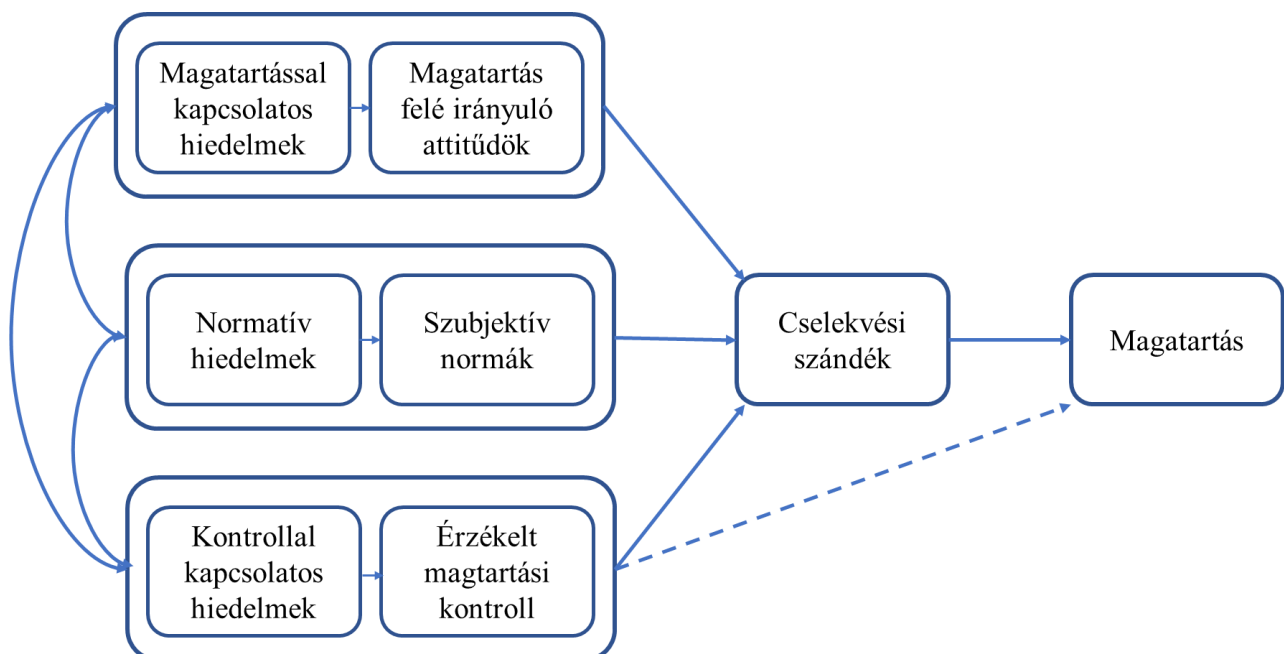 Magatartással
kapcsolatos
hiedelmek
Magatartás
felé irányuló
attitűdök
Normatív
hiedelmek
Szubjektív
normák
Cselekvési
szándék
Magatartás
Kontrollal
kapcsolatos
hiedelmek
Érzékelt
magtartási
kontroll